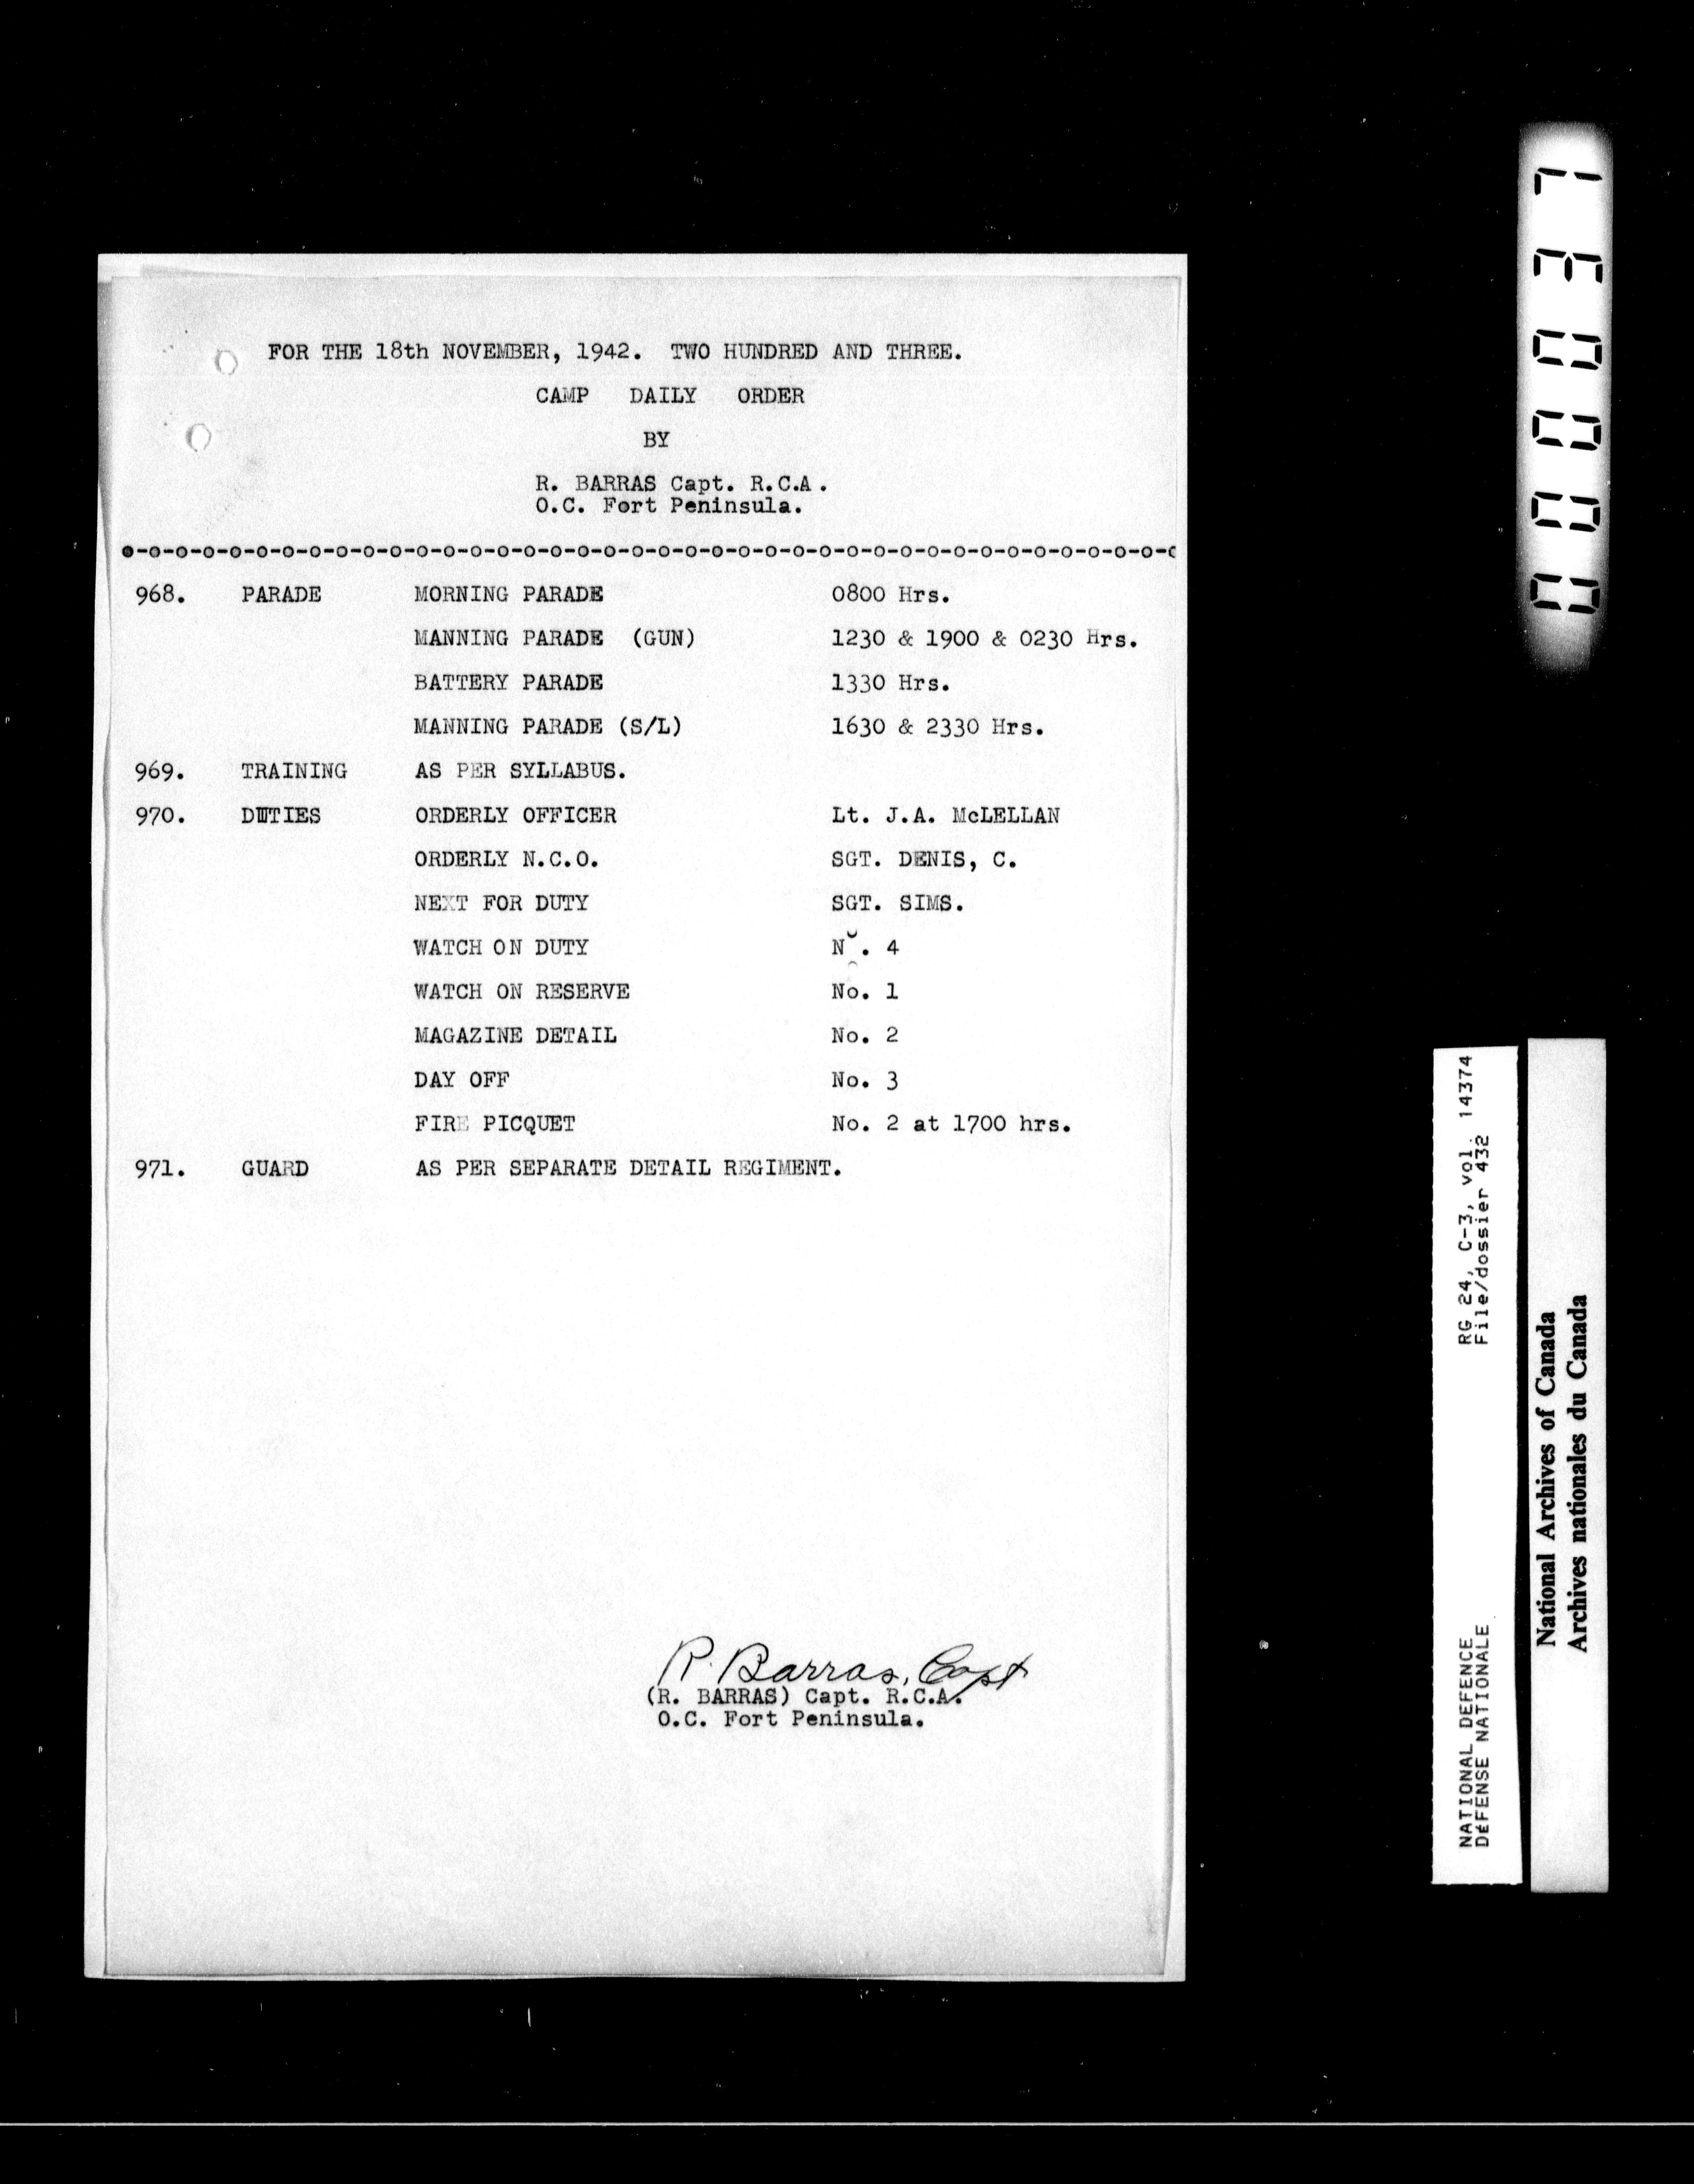 FOR THE 18th NOVEMBER, 1942. TWO HUNDRED AND THREE.
CAMP DAILY ORDER
BY
R. BARRAS Capt. R.C.A.
O.C. Fort Peninsula.
o-o-o-o-o-o-o-o-o-o-o-o-o-o-o-o-o-o-o-o-o-o-o-o-o-o-o-o-o-o-o-o-o-o-o-o-o-o-o-o
968. PARADE MORNING PARADE 0800 Hrs.
MANNING PARADE (GUN) 1230 & 1900 & 0230 Hrs.
BATTERY PARADE 1330 Hrs.
MANNING PARADE (S/L) 1630 & 2330 Hrs.
969. TRAINING AS PER SYLLABUS.
970. DUTIES ORDERLY OFFICER Lt. J.A. McLELLAN
ORDERLY N.C.O. SGT. DENIS, C.
NEXT FOR DUTY SGT. SIMS.
WATCH ON DUTY No. 4
WATCH ON RESERVE No. 1
MAGAZINE DETAIL No. 2
DAY OFF No. 3
FIRE PICQUET No. 2 at 1700 hrs.
971. GUARD AS PER SEPARATE DETAIL REGIMENT.
R. Barras, Capt
(R. BARRAS) Capt. R.C.A.
O.C. Fort Peninsula.
000037
NATIONAL DEFENCE RG 24, C-3, vol. 14374
DéFENSE NATIONALE File/dossier 432
National Archives of Canada
Archives nationales du Canada